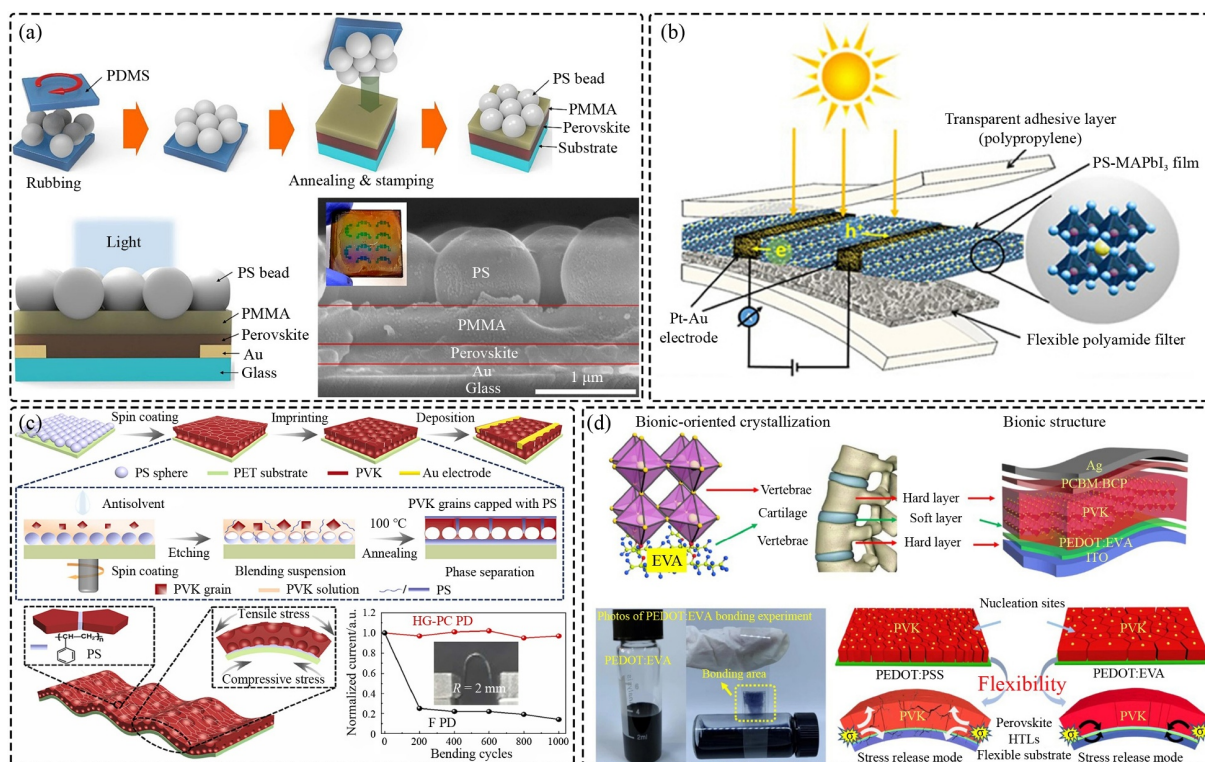 (a)
PDMS
Rubbing
Annealing & stamping
PS bead
PMMA
Perovskite
Substrate
Light
PS bead
PMMA
Perovskite
Au
Glass
PS
PMMA
Perovskite
Au
Glass
1 μm
(b)
Transparent adhesive layer
(polypropylene)
PS-MAPbI₃ film
h⁺
e⁻
Pt-Au
electrode
Flexible polyamide filter
(c)
Spin coating
Imprinting
Deposition
PS sphere
PET substrate
PVK
Au electrode
Antisolvent
PVK grains capped with PS
100 °C
Etching
Annealing
Spin coating
Blending suspension
Phase separation
PVK grain
PVK solution
PS
PS
Tensile stress
Compressive stress
Normalized current/a.u.
1.4
1.2
1.0
0.8
0.6
0.4
0.2
0
HG-PC PD
R = 2 mm
F PD
0 200 400 600 800 1000
Bending cycles
(d)
Bionic-oriented crystallization
Bionic structure
EVA
Vertebrae
Cartilage
Vertebrae
Hard layer
Soft layer
Hard layer
Ag
PCBM:BCP
PVK
PEDOT:EVA
ITO
Photos of PEDOT:EVA bonding experiment
PEDOT:EVA
Bonding area
2ml
Nucleation sites
PVK
PVK
PEDOT:PSS
PEDOT:EVA
Flexibility
PVK
PVK
Perovskite
HTLs
Flexible substrate
Stress release mode
Stress release mode